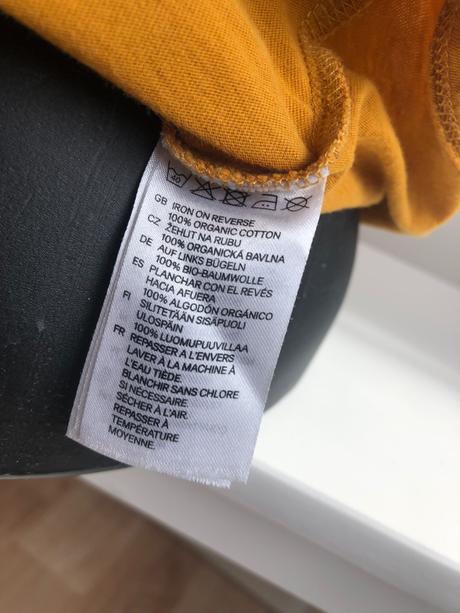 40
GB IRON ON REVERSE
100% ORGANIC COTTON
CZ ŽEHLIT NA RUBU
100% ORGANICKÁ BAVLNA
DE AUF LINKS BÜGELN
100% BIO-BAUMWOLLE
ES PLANCHAR CON EL REVÉS
HACIA AFUERA
100% ALGODÓN ORGÁNICO
FI SILITETÄÄN SISÄPUOLI
ULOSPÄIN
100% LUOMUPUUVILLAA
FR REPASSER A L'ENVERS
LAVER À LA MACHINE À
L'EAU TIÈDE.
BLANCHIR SANS CHLORE
SI NÉCESSAIRE.
SÉCHER À L'AIR.
REPASSER À
TEMPÉRATURE
MOYENNE.